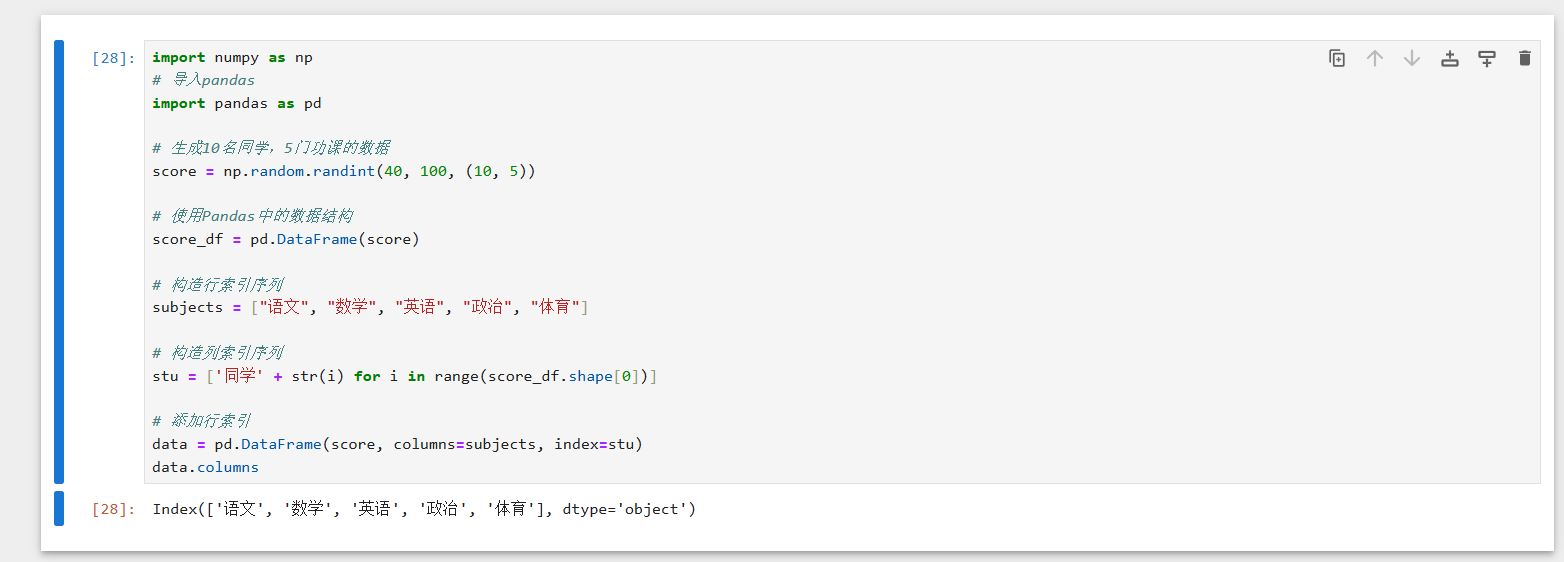 [28]: import numpy as np
# 导入pandas
import pandas as pd
# 生成10名同学，5门功课的数据
score = np.random.randint(40, 100, (10, 5))
# 使用Pandas中的数据结构
score_df = pd.DataFrame(score)
# 构造行索引序列
subjects = ["语文", "数学", "英语", "政治", "体育"]
# 构造列索引序列
stu = ['同学' + str(i) for i in range(score_df.shape[0])]
# 添加行索引
data = pd.DataFrame(score, columns=subjects, index=stu)
data.columns
[28]: Index(['语文', '数学', '英语', '政治', '体育'], dtype='object')